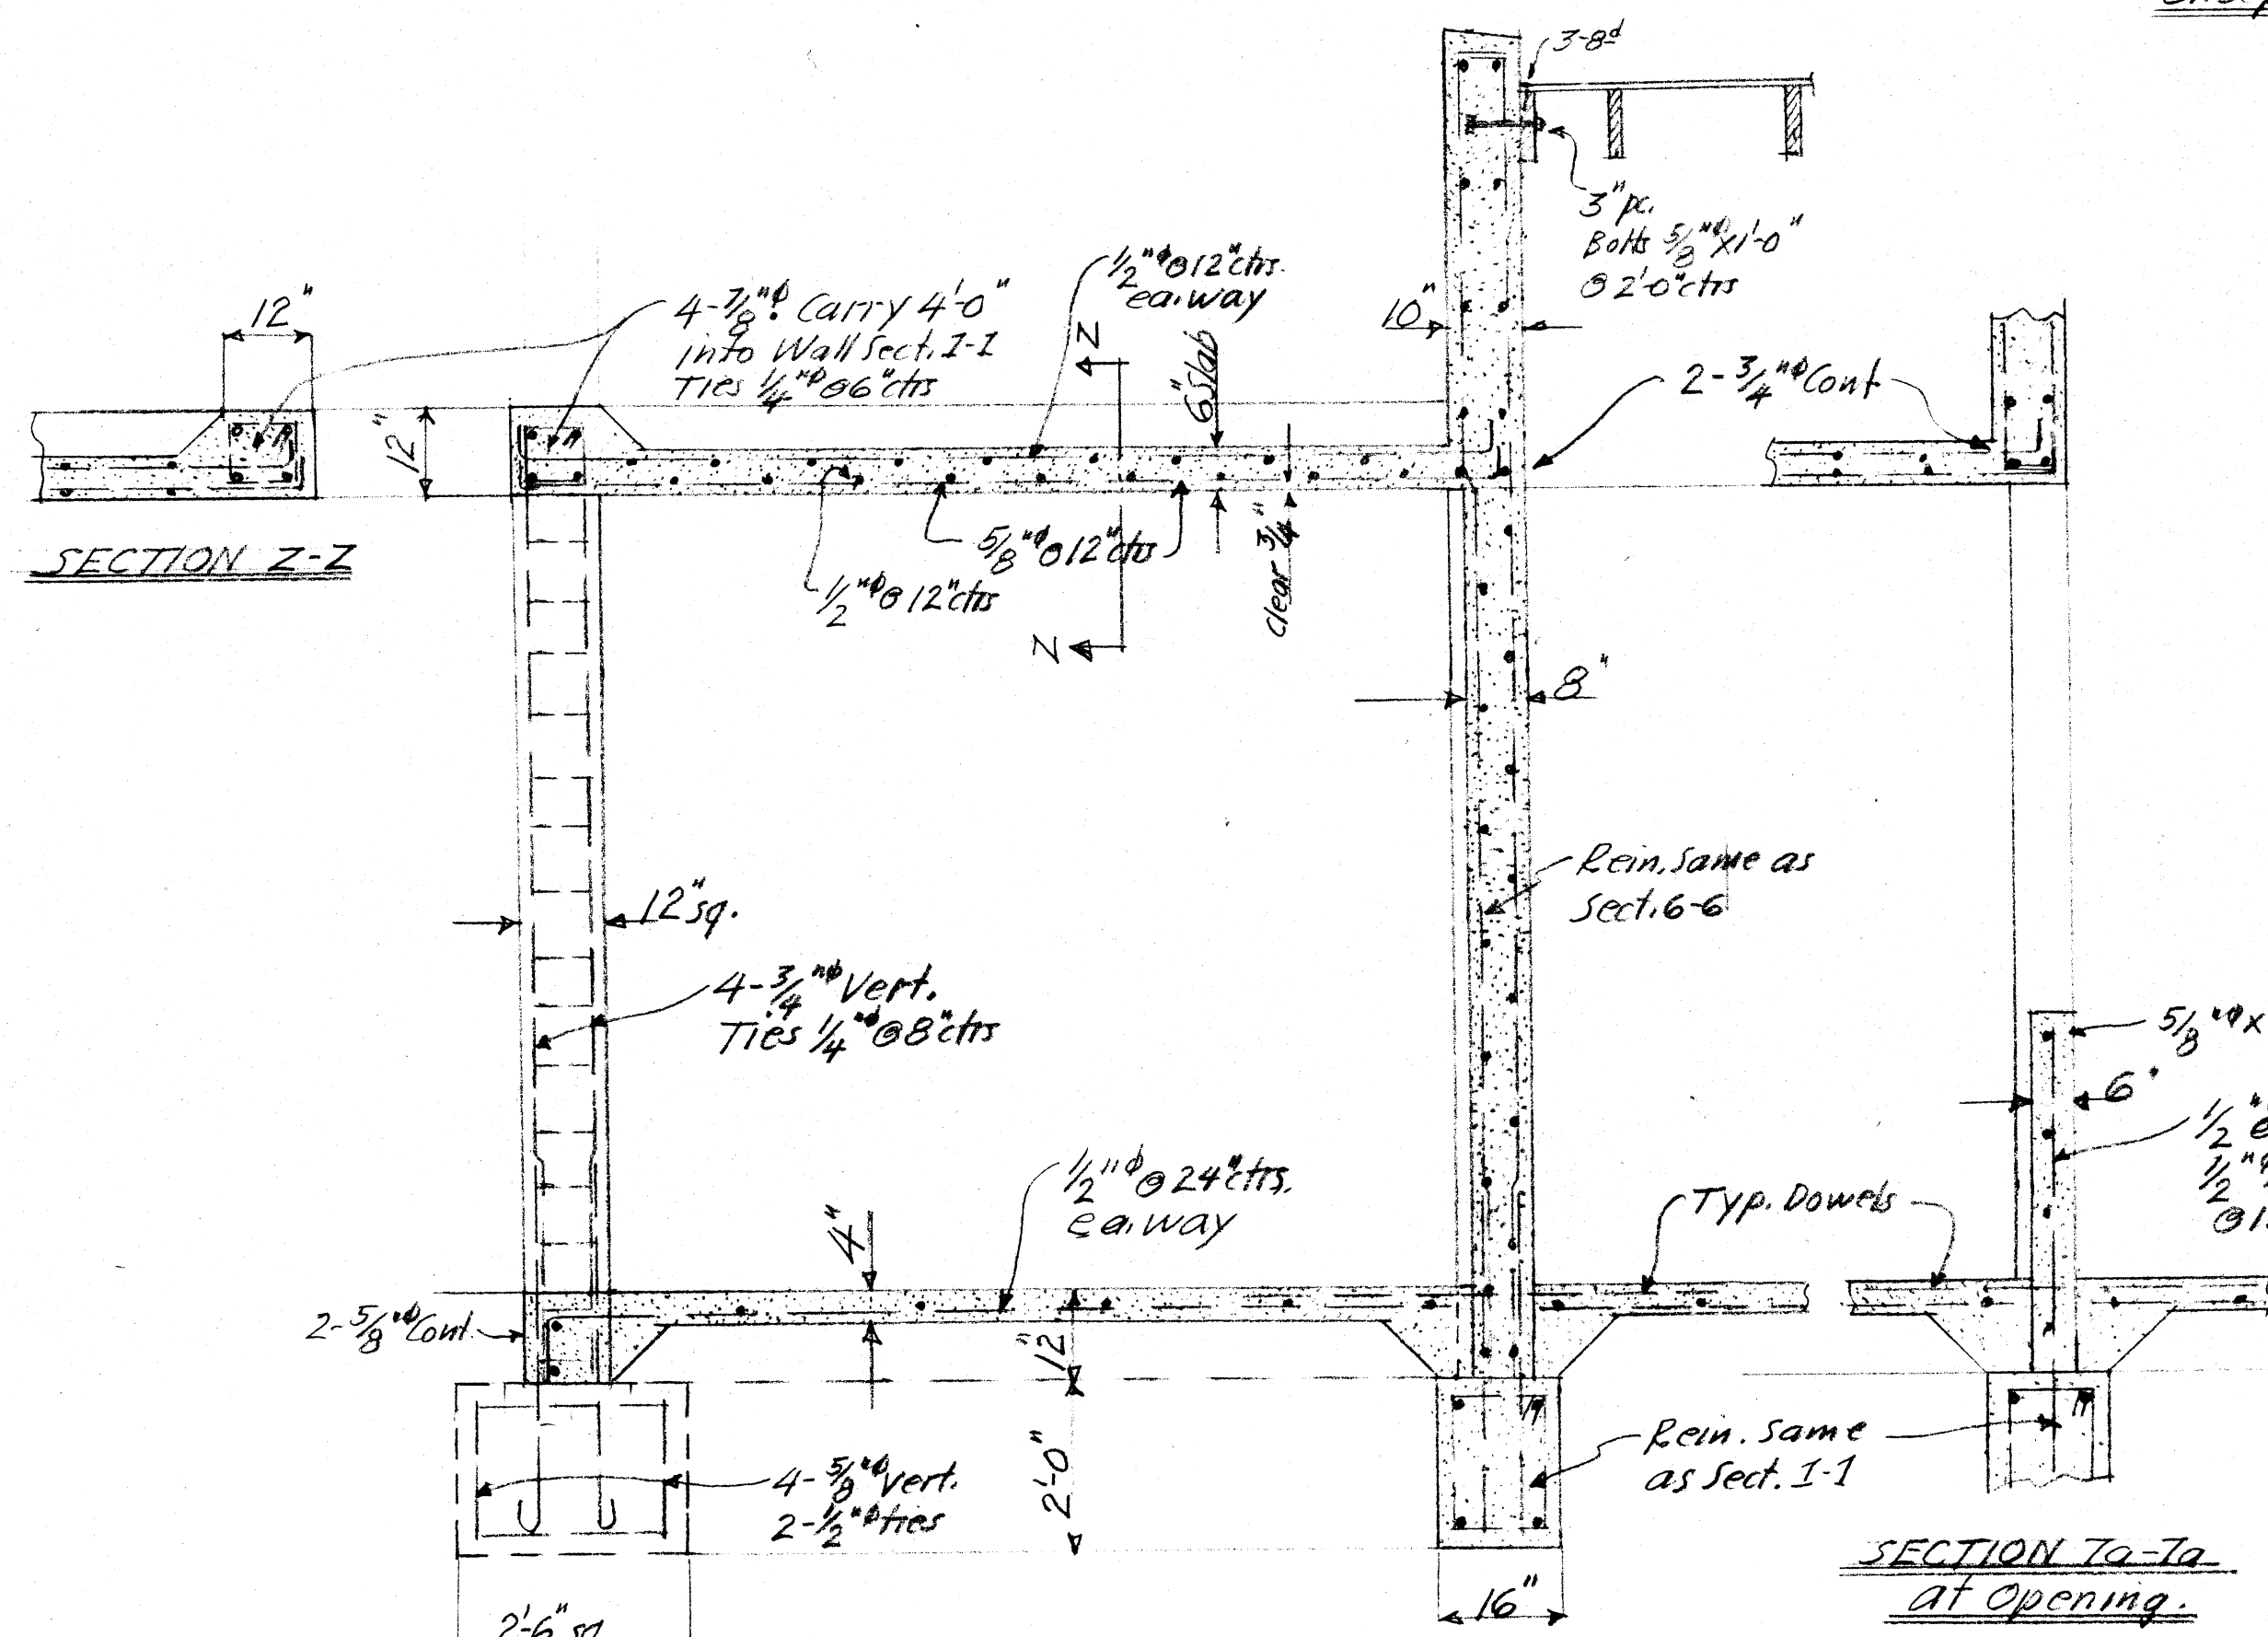 3-8d
3" pc.
Bolts 5/8"φ x 1'-0"
@ 2'-0" ctrs
12"
4-7/8"φ. Carry 4'-0"
into Wall Sect. 1-1
Ties 1/4"φ @ 6" ctrs
1/2"φ @ 12" ctrs.
ea. way
Z
6" Slab
10"
2-3/4"φ Cont
12"
SECTION Z-Z
5/8"φ @ 12" ctrs
1/2"φ @ 12" ctrs
Clear 3/4"
Z
8"
Rein. Same as
Sect. 6-6
12" sq.
4-3/4"φ Vert.
Ties 1/4"φ @ 8" ctrs
5/8"φ x
6"
1/2"
1/2"φ
1/2"φ @ 24" ctrs.
ea. way
4"
Typ. Dowels
2-5/8"φ Cont.
12"
2'-0"
4-5/8"φ Vert.
2-1/2"φ ties
Rein. Same
as Sect. 1-1
SECTION 7a-7a
at Opening.
16"
2'-6" sq